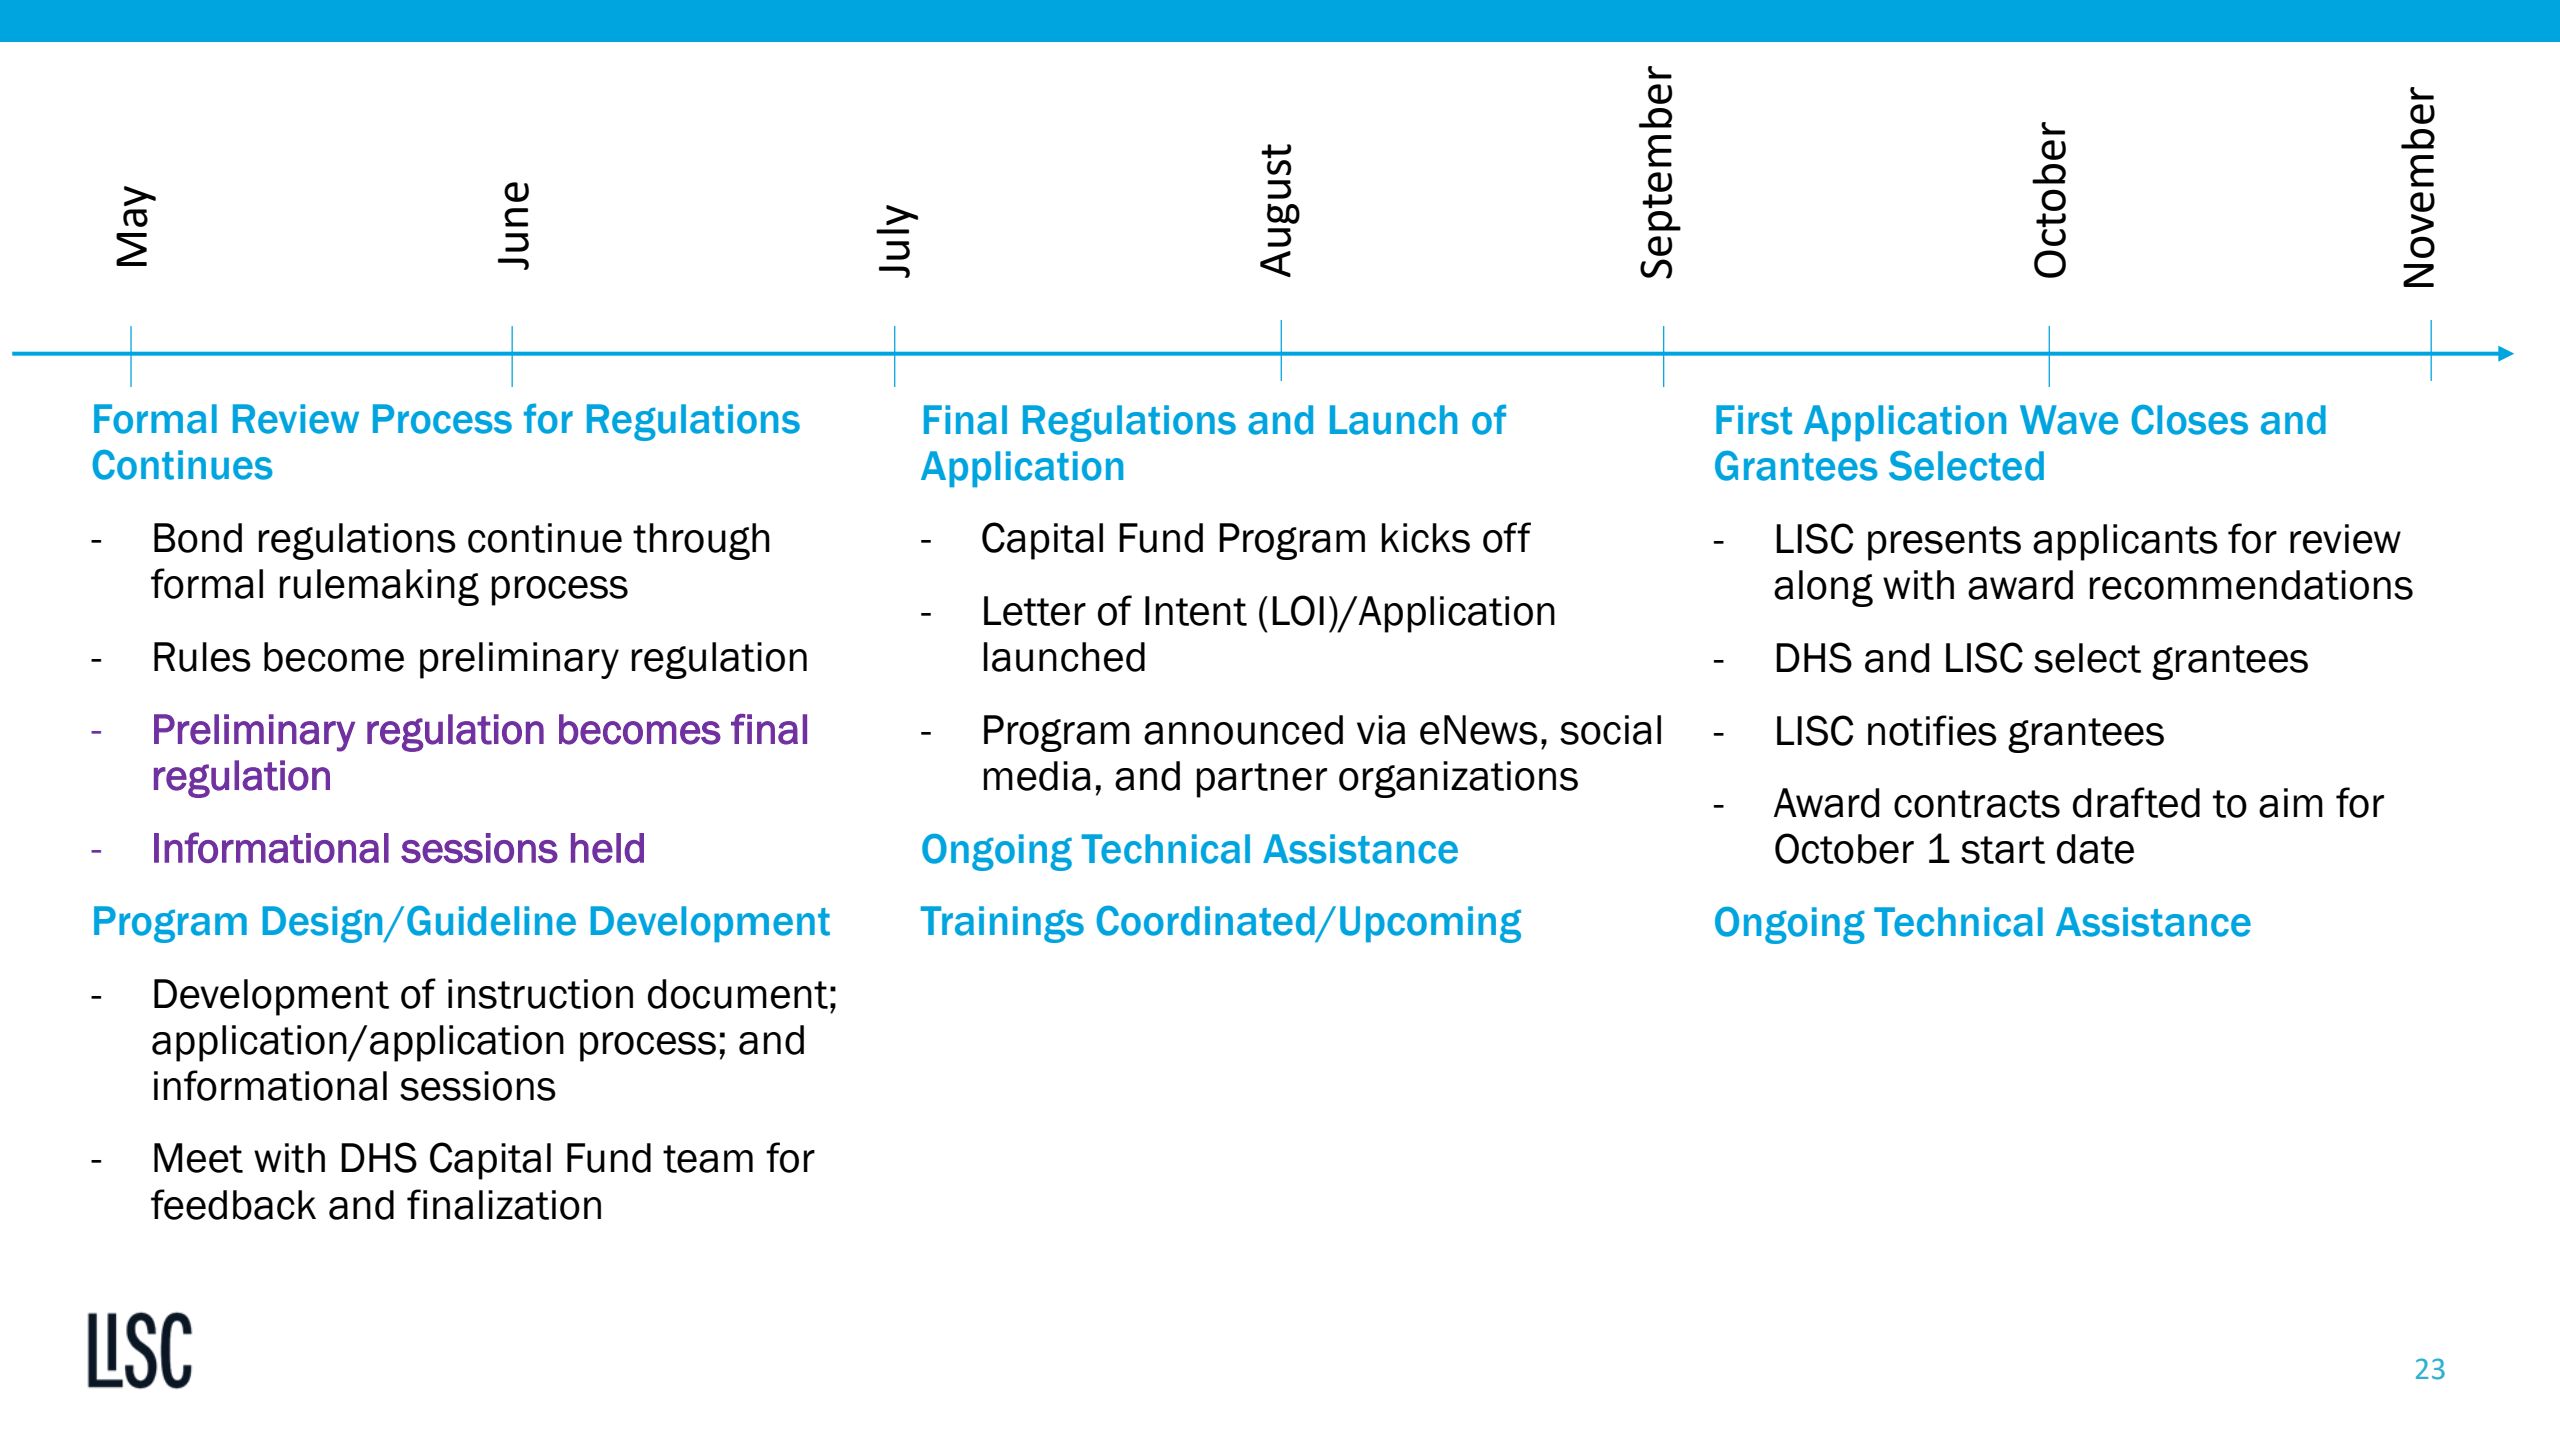 May
June
July
August
September
October
November
Formal Review Process for Regulations
Continues
- Bond regulations continue through
formal rulemaking process
- Rules become preliminary regulation
- Preliminary regulation becomes final
regulation
- Informational sessions held
Program Design/Guideline Development
- Development of instruction document;
application/application process; and
informational sessions
- Meet with DHS Capital Fund team for
feedback and finalization
Final Regulations and Launch of
Application
- Capital Fund Program kicks off
- Letter of Intent (LOI)/Application
launched
- Program announced via eNews, social
media, and partner organizations
Ongoing Technical Assistance
Trainings Coordinated/Upcoming
First Application Wave Closes and
Grantees Selected
- LISC presents applicants for review
along with award recommendations
- DHS and LISC select grantees
- LISC notifies grantees
- Award contracts drafted to aim for
October 1 start date
Ongoing Technical Assistance
LISC
23